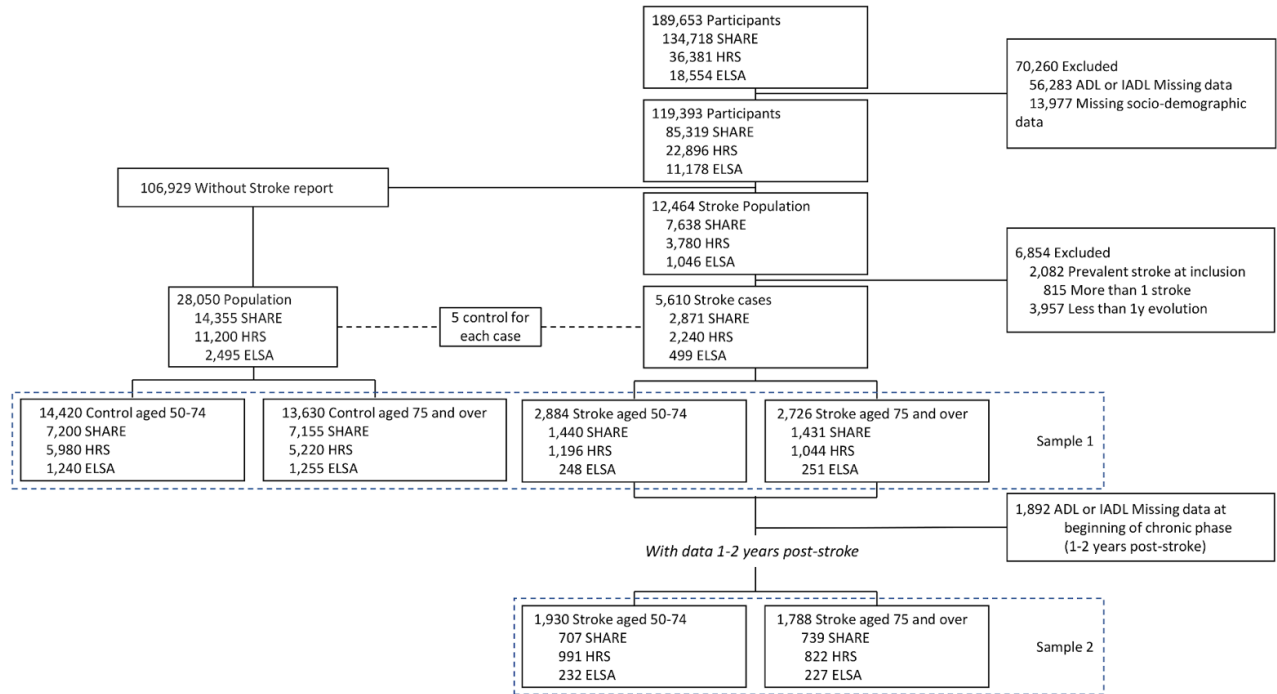 189,653 Participants
134,718 SHARE
36,381 HRS
18,554 ELSA
70,260 Excluded
56,283 ADL or IADL Missing data
13,977 Missing socio-demographic
data
119,393 Participants
85,319 SHARE
22,896 HRS
11,178 ELSA
106,929 Without Stroke report
12,464 Stroke Population
7,638 SHARE
3,780 HRS
1,046 ELSA
6,854 Excluded
2,082 Prevalent stroke at inclusion
815 More than 1 stroke
3,957 Less than 1y evolution
28,050 Population
14,355 SHARE
11,200 HRS
2,495 ELSA
5 control for
each case
5,610 Stroke cases
2,871 SHARE
2,240 HRS
499 ELSA
14,420 Control aged 50-74
7,200 SHARE
5,980 HRS
1,240 ELSA
13,630 Control aged 75 and over
7,155 SHARE
5,220 HRS
1,255 ELSA
2,884 Stroke aged 50-74
1,440 SHARE
1,196 HRS
248 ELSA
2,726 Stroke aged 75 and over
1,431 SHARE
1,044 HRS
251 ELSA
Sample 1
1,892 ADL or IADL Missing data at
beginning of chronic phase
(1-2 years post-stroke)
With data 1-2 years post-stroke
1,930 Stroke aged 50-74
707 SHARE
991 HRS
232 ELSA
1,788 Stroke aged 75 and over
739 SHARE
822 HRS
227 ELSA
Sample 2